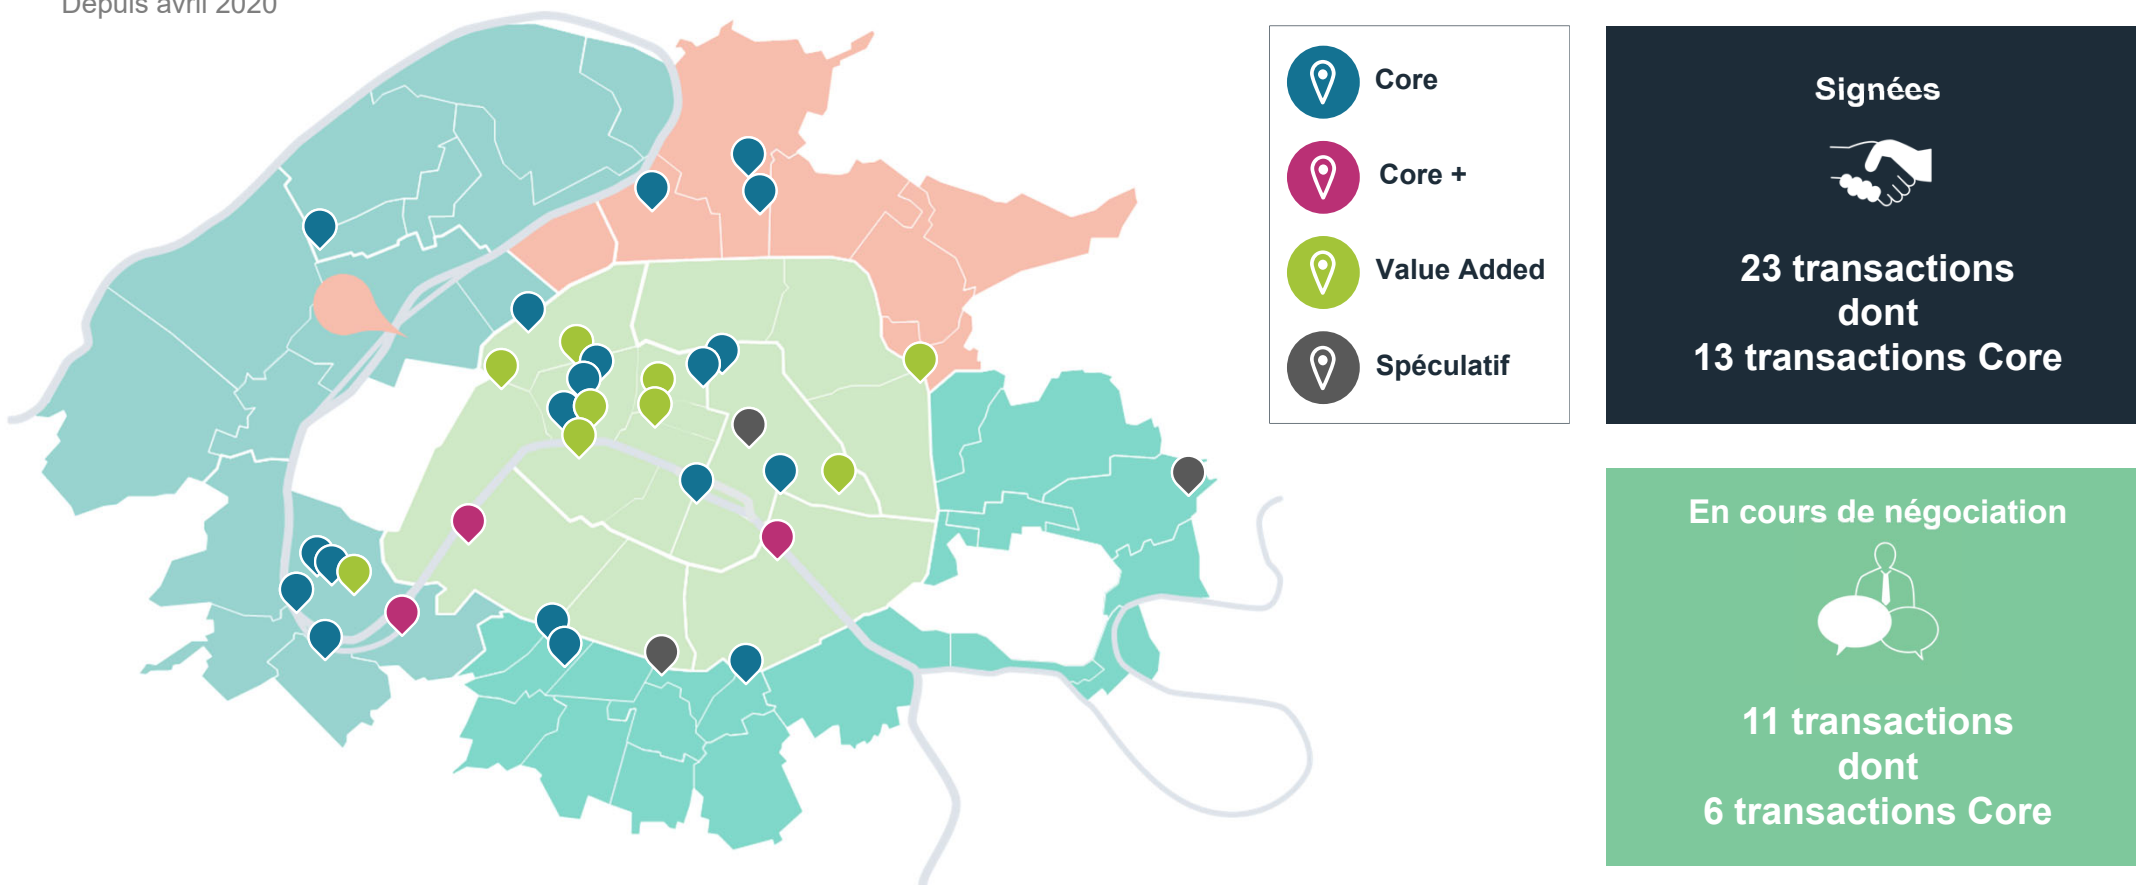 Depuis avril 2020
Core
Core +
Value Added
Spéculatif
Signées
23 transactions
dont
13 transactions Core
En cours de négociation
11 transactions
dont
6 transactions Core